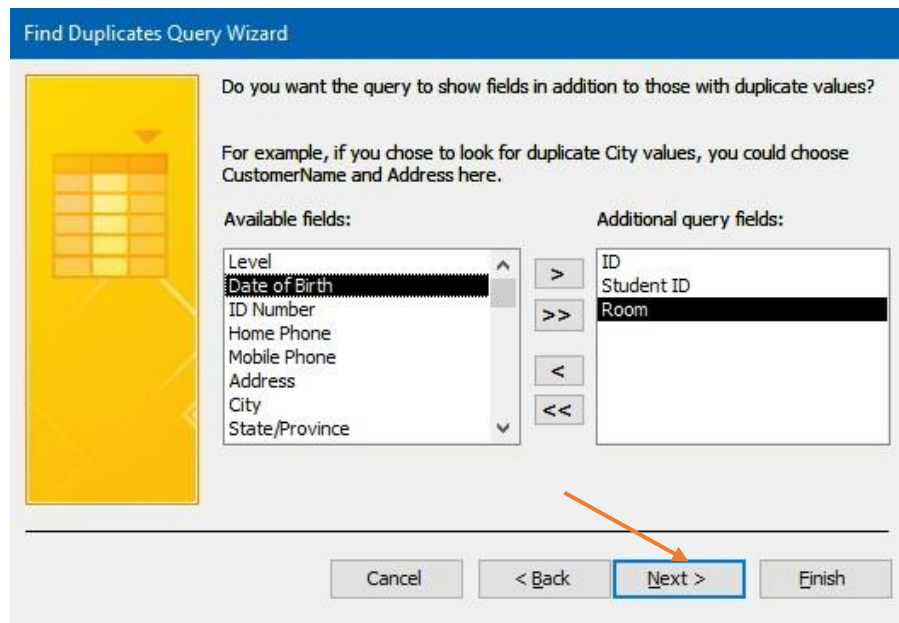 Find Duplicates Query Wizard
Do you want the query to show fields in addition to those with duplicate values?
For example, if you chose to look for duplicate City values, you could choose
CustomerName and Address here.
Available fields:
Level
Date of Birth
ID Number
Home Phone
Mobile Phone
Address
City
State/Province
>
>>
<
<<
Additional query fields:
ID
Student ID
Room
Cancel
< Back
Next >
Finish